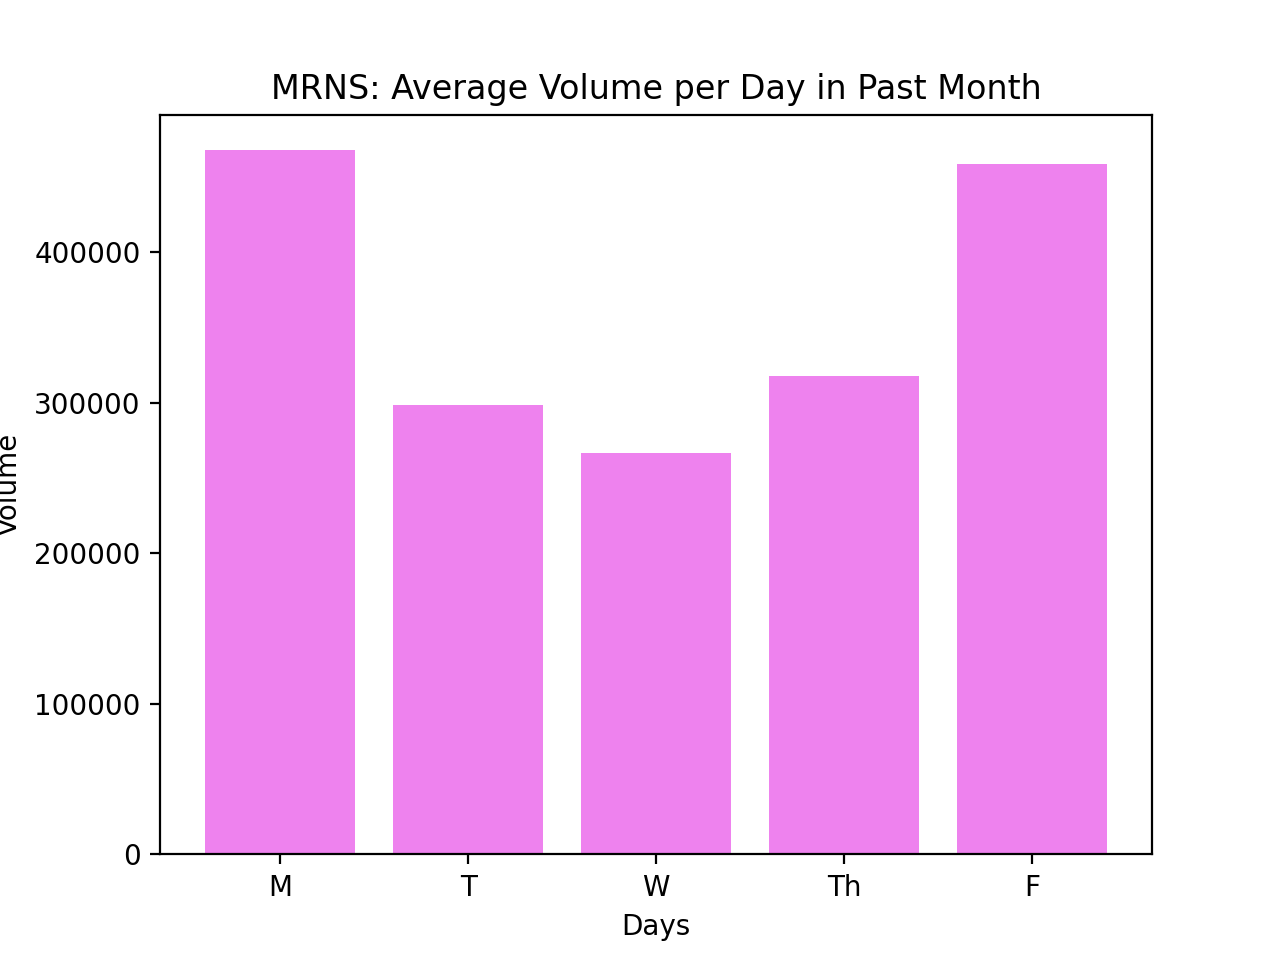 MRNS: Average Volume per Day in Past Month
400000
300000
200000
100000
0
Volume
M T W Th F
Days